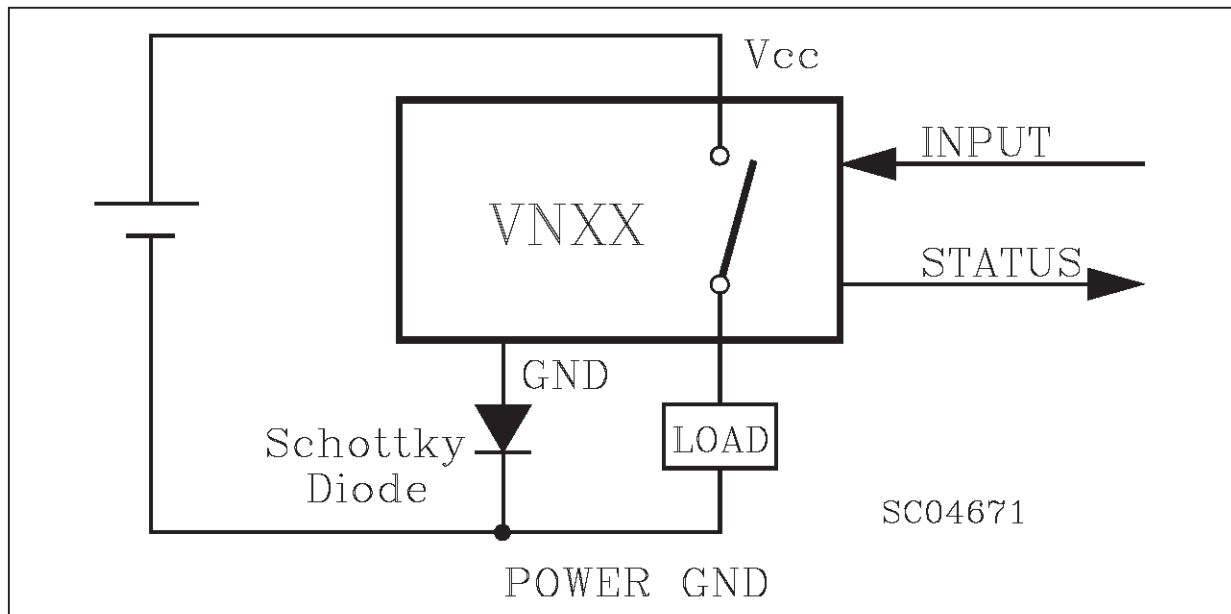 Vcc
INPUT
VNXX
STATUS
GND
Schottky
Diode
LOAD
SC04671
POWER GND